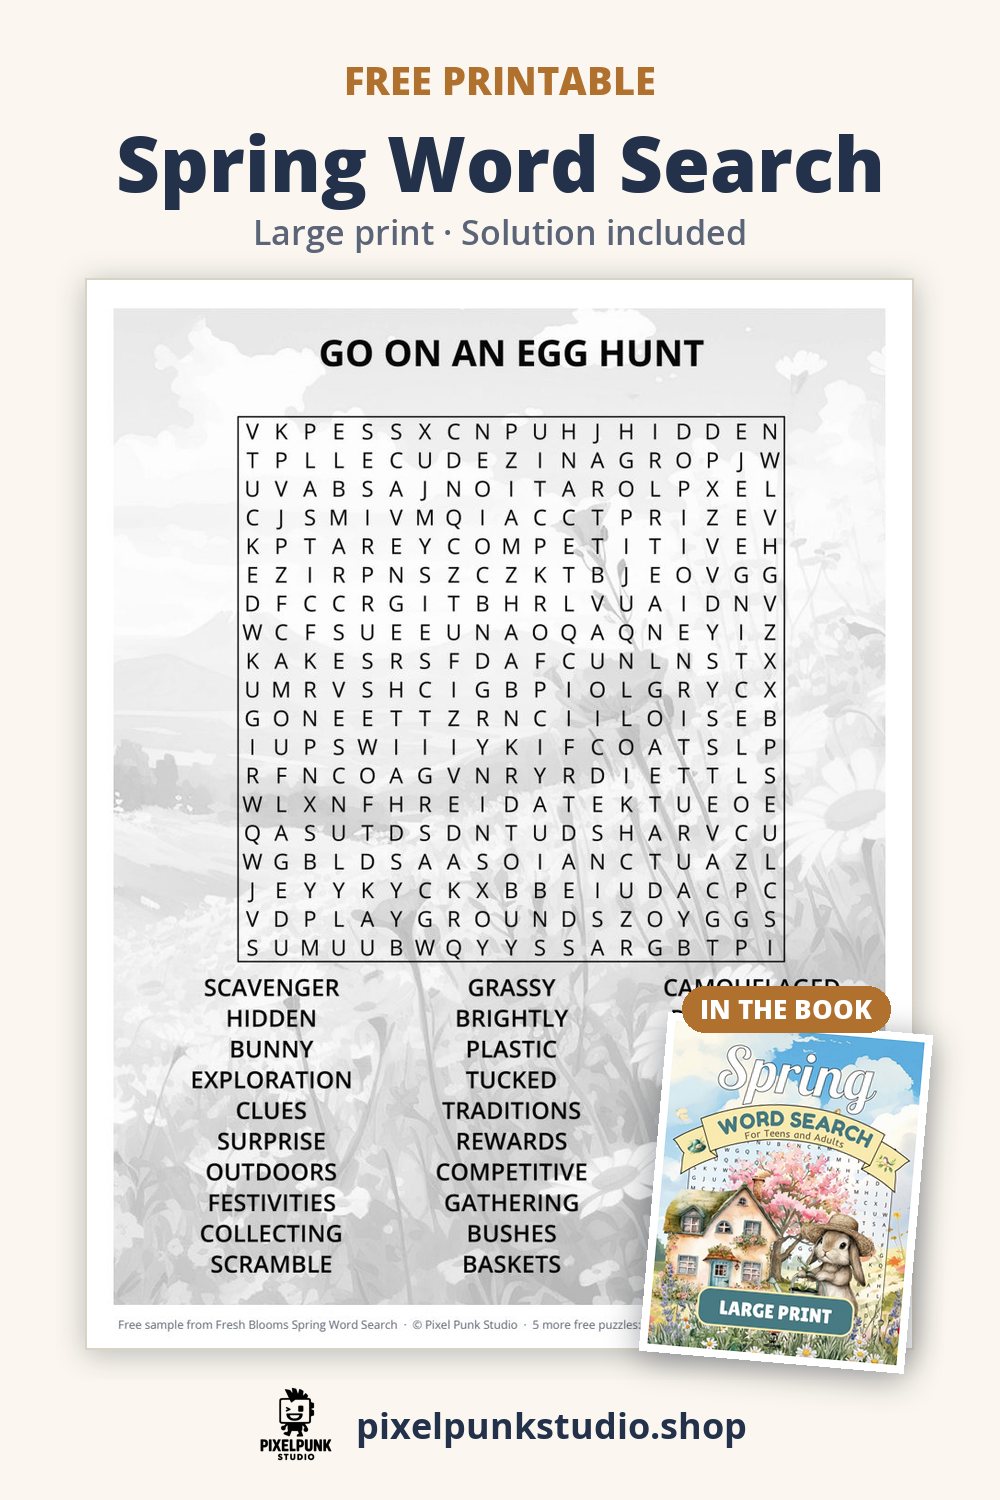 FREE PRINTABLE
Spring Word Search
Large print · Solution included
GO ON AN EGG HUNT
V K P E S S X C N P U H J H I D D E N
T P L L E C U D E Z I N A G R O P J W
U V A B S A J N O I T A R O L P X E L
C J S M I V M Q I A C C T P R I Z E V
K P T A R E Y C O M P E T I T I V E H
E Z I R P N S Z C Z K T B J E O V G G
D F C C R G I T B H R L V U A I D N V
W C F S U E E U N A O Q A Q N E Y I Z
K A K E S R S F D A F C U N L N S T X
U M R V S H C I G B P I O L G R Y C X
G O N E E T T Z R N C I I L O I S E B
I U P S W I I I Y K I F C O A T S L P
R F N C O A G V N R Y R D I E T T L S
W L X N F H R E I D A T E K T U E O E
Q A S U T D S D N T U D S H A R V C U
W G B L D S A A S O I A N C T U A Z L
J E Y Y K Y C K X B B E I U D A C P C
V D P L A Y G R O U N D S Z O Y G G S
S U M U U B W Q Y Y S S A R G B T P I
SCAVENGER GRASSY CAMOUFLAGED
HIDDEN BRIGHTLY
BUNNY PLASTIC
EXPLORATION TUCKED
CLUES TRADITIONS
SURPRISE REWARDS
OUTDOORS COMPETITIVE
FESTIVITIES GATHERING
COLLECTING BUSHES
SCRAMBLE BASKETS
IN THE BOOK
Spring
WORD SEARCH
For Teens and Adults
LARGE PRINT
Free sample from Fresh Blooms Spring Word Search · © Pixel Punk Studio · 5 more free puzzles:
PIXELPUNK
STUDIO
pixelpunkstudio.shop